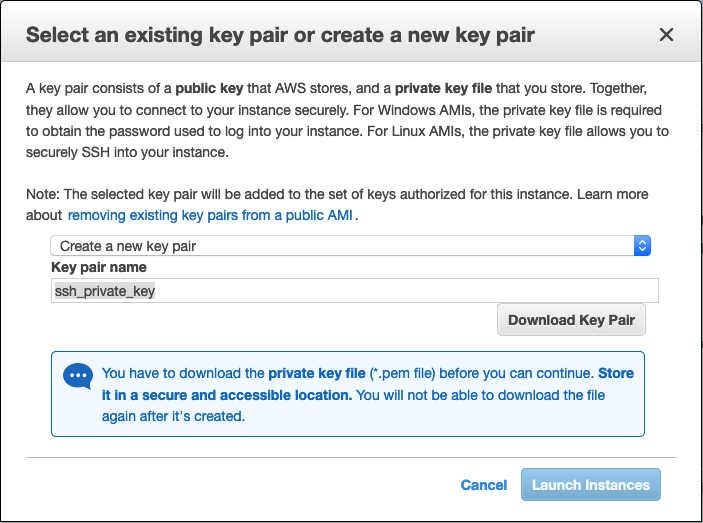 Select an existing key pair or create a new key pair
A key pair consists of a public key that AWS stores, and a private key file that you store. Together,
they allow you to connect to your instance securely. For Windows AMIs, the private key file is required
to obtain the password used to log into your instance. For Linux AMIs, the private key file allows you to
securely SSH into your instance.
Note: The selected key pair will be added to the set of keys authorized for this instance. Learn more
about removing existing key pairs from a public AMI.
Create a new key pair
Key pair name
ssh_private_key
Download Key Pair
You have to download the private key file (*.pem file) before you can continue. Store
it in a secure and accessible location. You will not be able to download the file
again after it's created.
Cancel Launch Instances